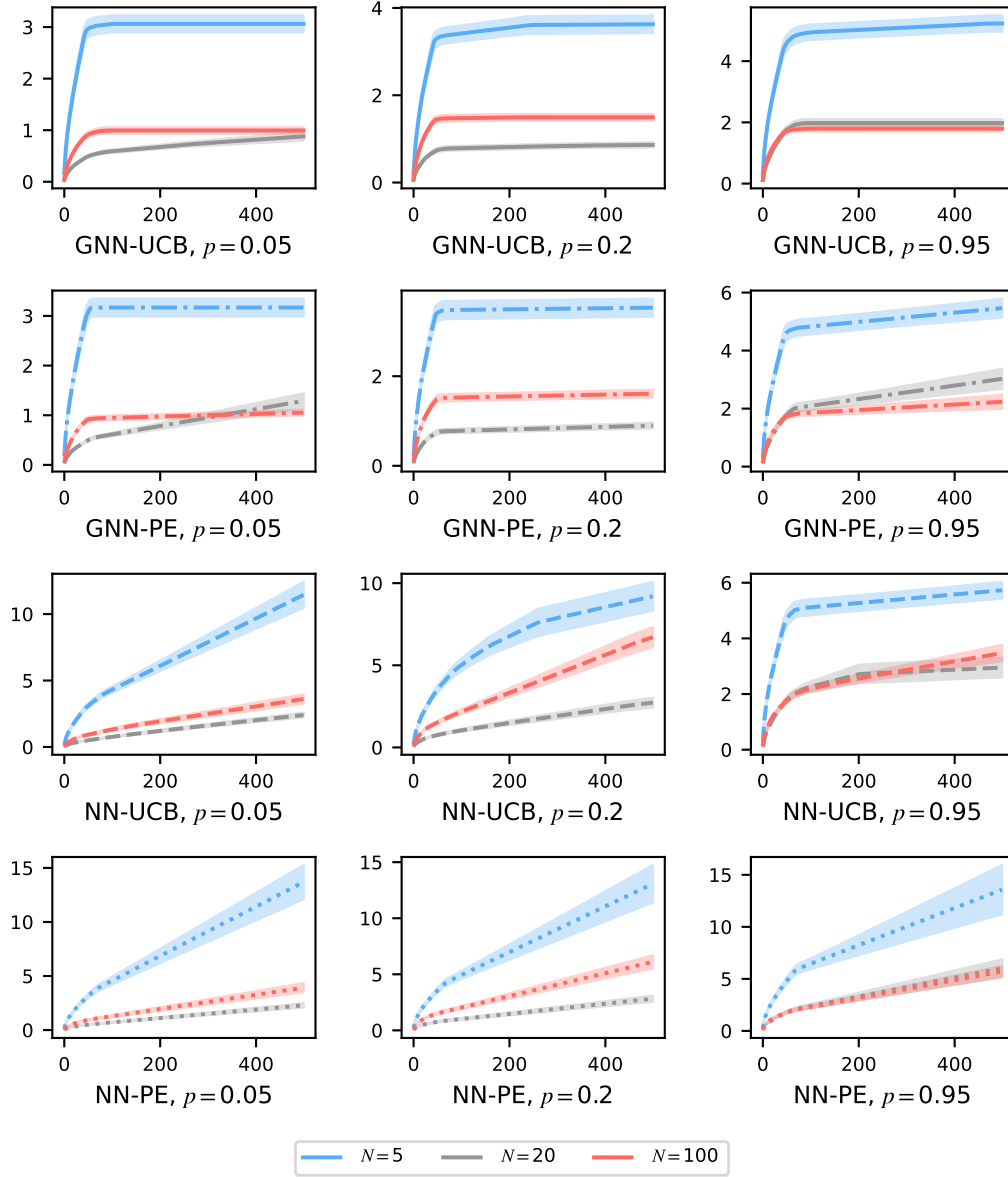 3
2
1
0
0 200 400
GNN-UCB, p = 0.05
4
2
0
0 200 400
GNN-UCB, p = 0.2
4
2
0
0 200 400
GNN-UCB, p = 0.95
3
2
1
0
0 200 400
GNN-PE, p = 0.05
2
0
0 200 400
GNN-PE, p = 0.2
6
4
2
0
0 200 400
GNN-PE, p = 0.95
10
5
0
0 200 400
NN-UCB, p = 0.05
10
5
0
0 200 400
NN-UCB, p = 0.2
6
4
2
0
0 200 400
NN-UCB, p = 0.95
15
10
5
0
0 200 400
NN-PE, p = 0.05
15
10
5
0
0 200 400
NN-PE, p = 0.2
15
10
5
0
0 200 400
NN-PE, p = 0.95
N = 5 N = 20 N = 100